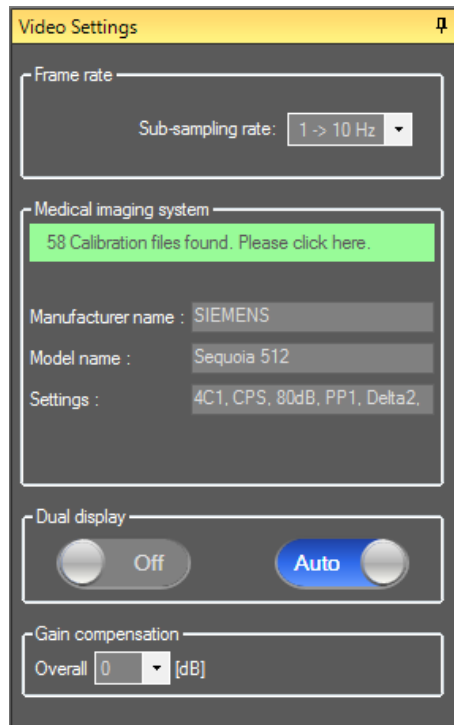 Video Settings
Frame rate
Sub-sampling rate: 1 -> 10 Hz
Medical imaging system
58 Calibration files found. Please click here.
Manufacturer name : SIEMENS
Model name : Sequoia 512
Settings : 4C1, CPS, 80dB, PP1, Delta2,
Dual display
Off Auto
Gain compensation
Overall 0 [dB]